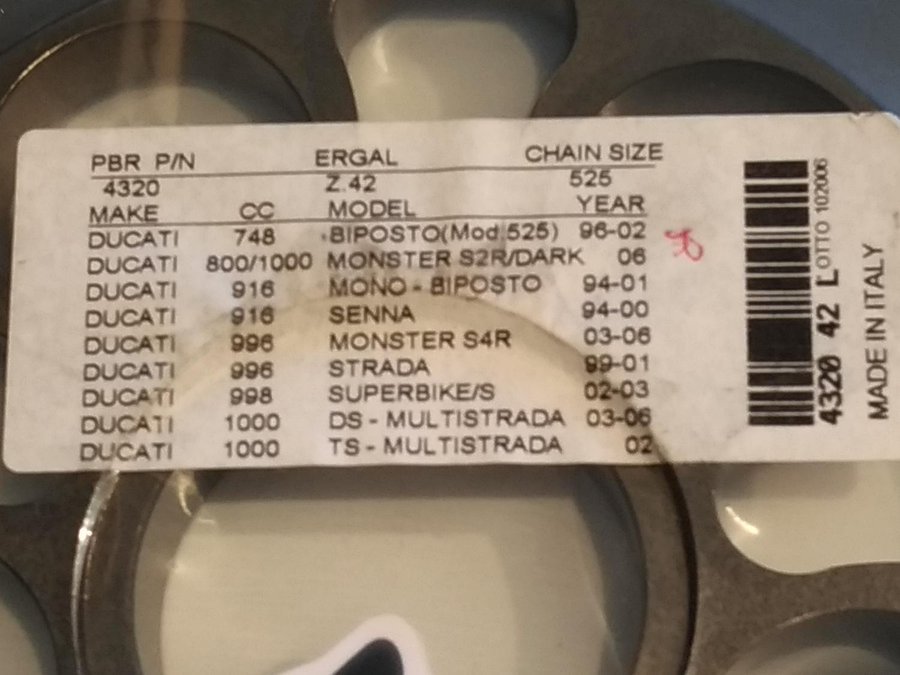 PBR P/N ERGAL CHAIN SIZE
4320 Z.42 525
MAKE CC MODEL YEAR
DUCATI 748 BIPOSTO(Mod 525) 96-02
DUCATI 800/1000 MONSTER S2R/DARK 06
DUCATI 916 MONO - BIPOSTO 94-01
DUCATI 916 SENNA 94-00
DUCATI 996 MONSTER S4R 03-06
DUCATI 996 STRADA 99-01
DUCATI 998 SUPERBIKE/S 02-03
DUCATI 1000 DS - MULTISTRADA 03-06
DUCATI 1000 TS - MULTISTRADA 02
LOTTO 102006
4320 42 L
MADE IN ITALY